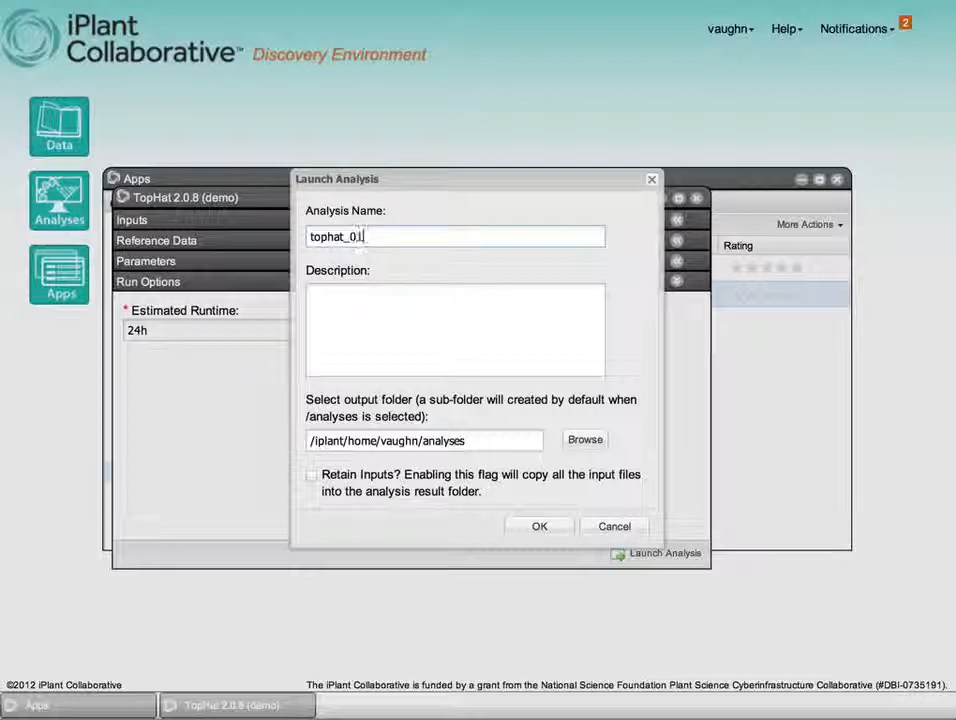 iPlant
Collaborative™ Discovery Environment
vaughn
Help
Notifications
2
Data
Analyses
Apps
Apps
TopHat 2.0.8 (demo)
Inputs
Reference Data
Parameters
Run Options
* Estimated Runtime:
24h
More Actions
Rating
Launch Analysis
Analysis Name:
tophat_01
Description:
Select output folder (a sub-folder will created by default when
/analyses is selected):
/iplant/home/vaughn/analyses
Browse
Retain Inputs? Enabling this flag will copy all the input files
into the analysis result folder.
OK
Cancel
Launch Analysis
©2012 iPlant Collaborative
The iPlant Collaborative is funded by a grant from the National Science Foundation Plant Science Cyberinfrastructure Collaborative (#DBI-0735191).
Apps
TopHat 2.0.8 (demo)